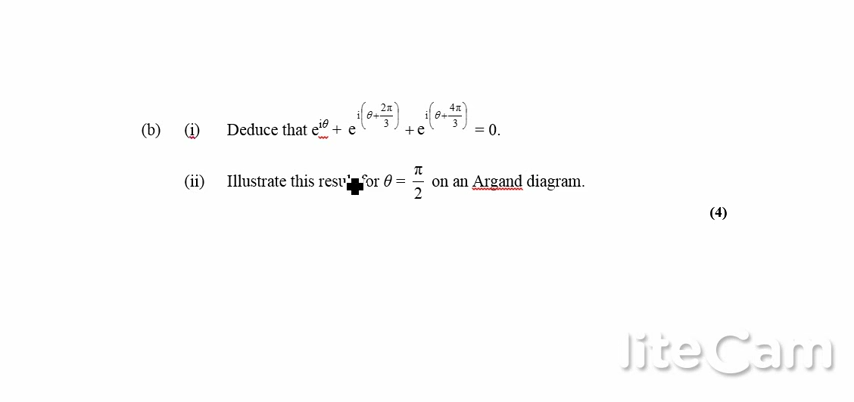 (b) (i) Deduce that e^{iθ} + e^{i(θ+2π/3)} + e^{i(θ+4π/3)} = 0.
(ii) Illustrate this result for θ = π/2 on an Argand diagram.
(4)
liteCam